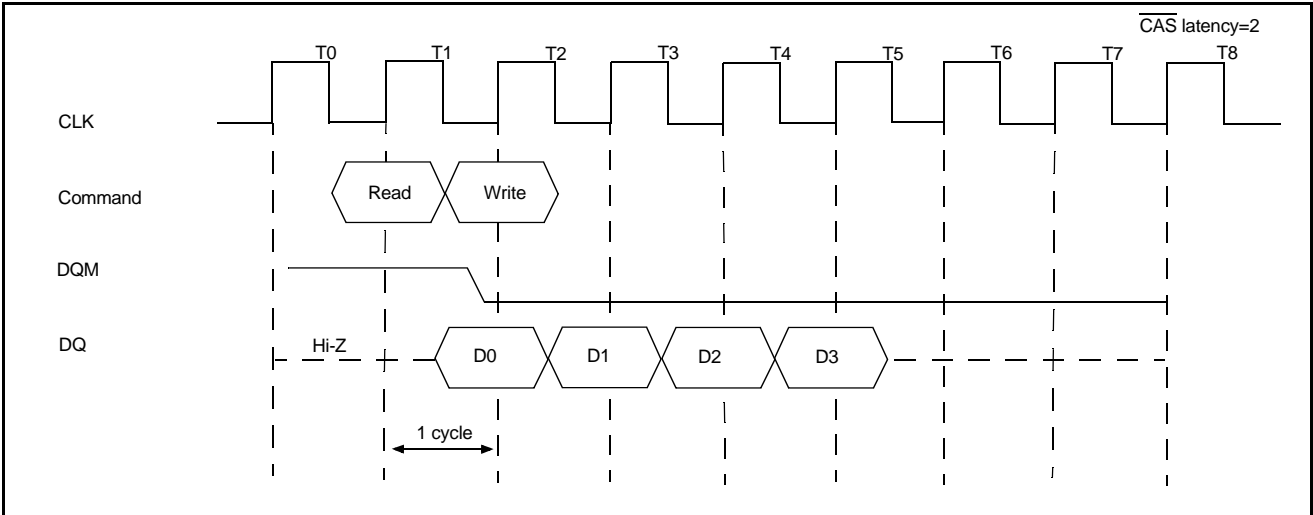 CAS latency=2
T0 T1 T2 T3 T4 T5 T6 T7 T8
CLK
Command Read Write
DQM
DQ Hi-Z D0 D1 D2 D3
1 cycle